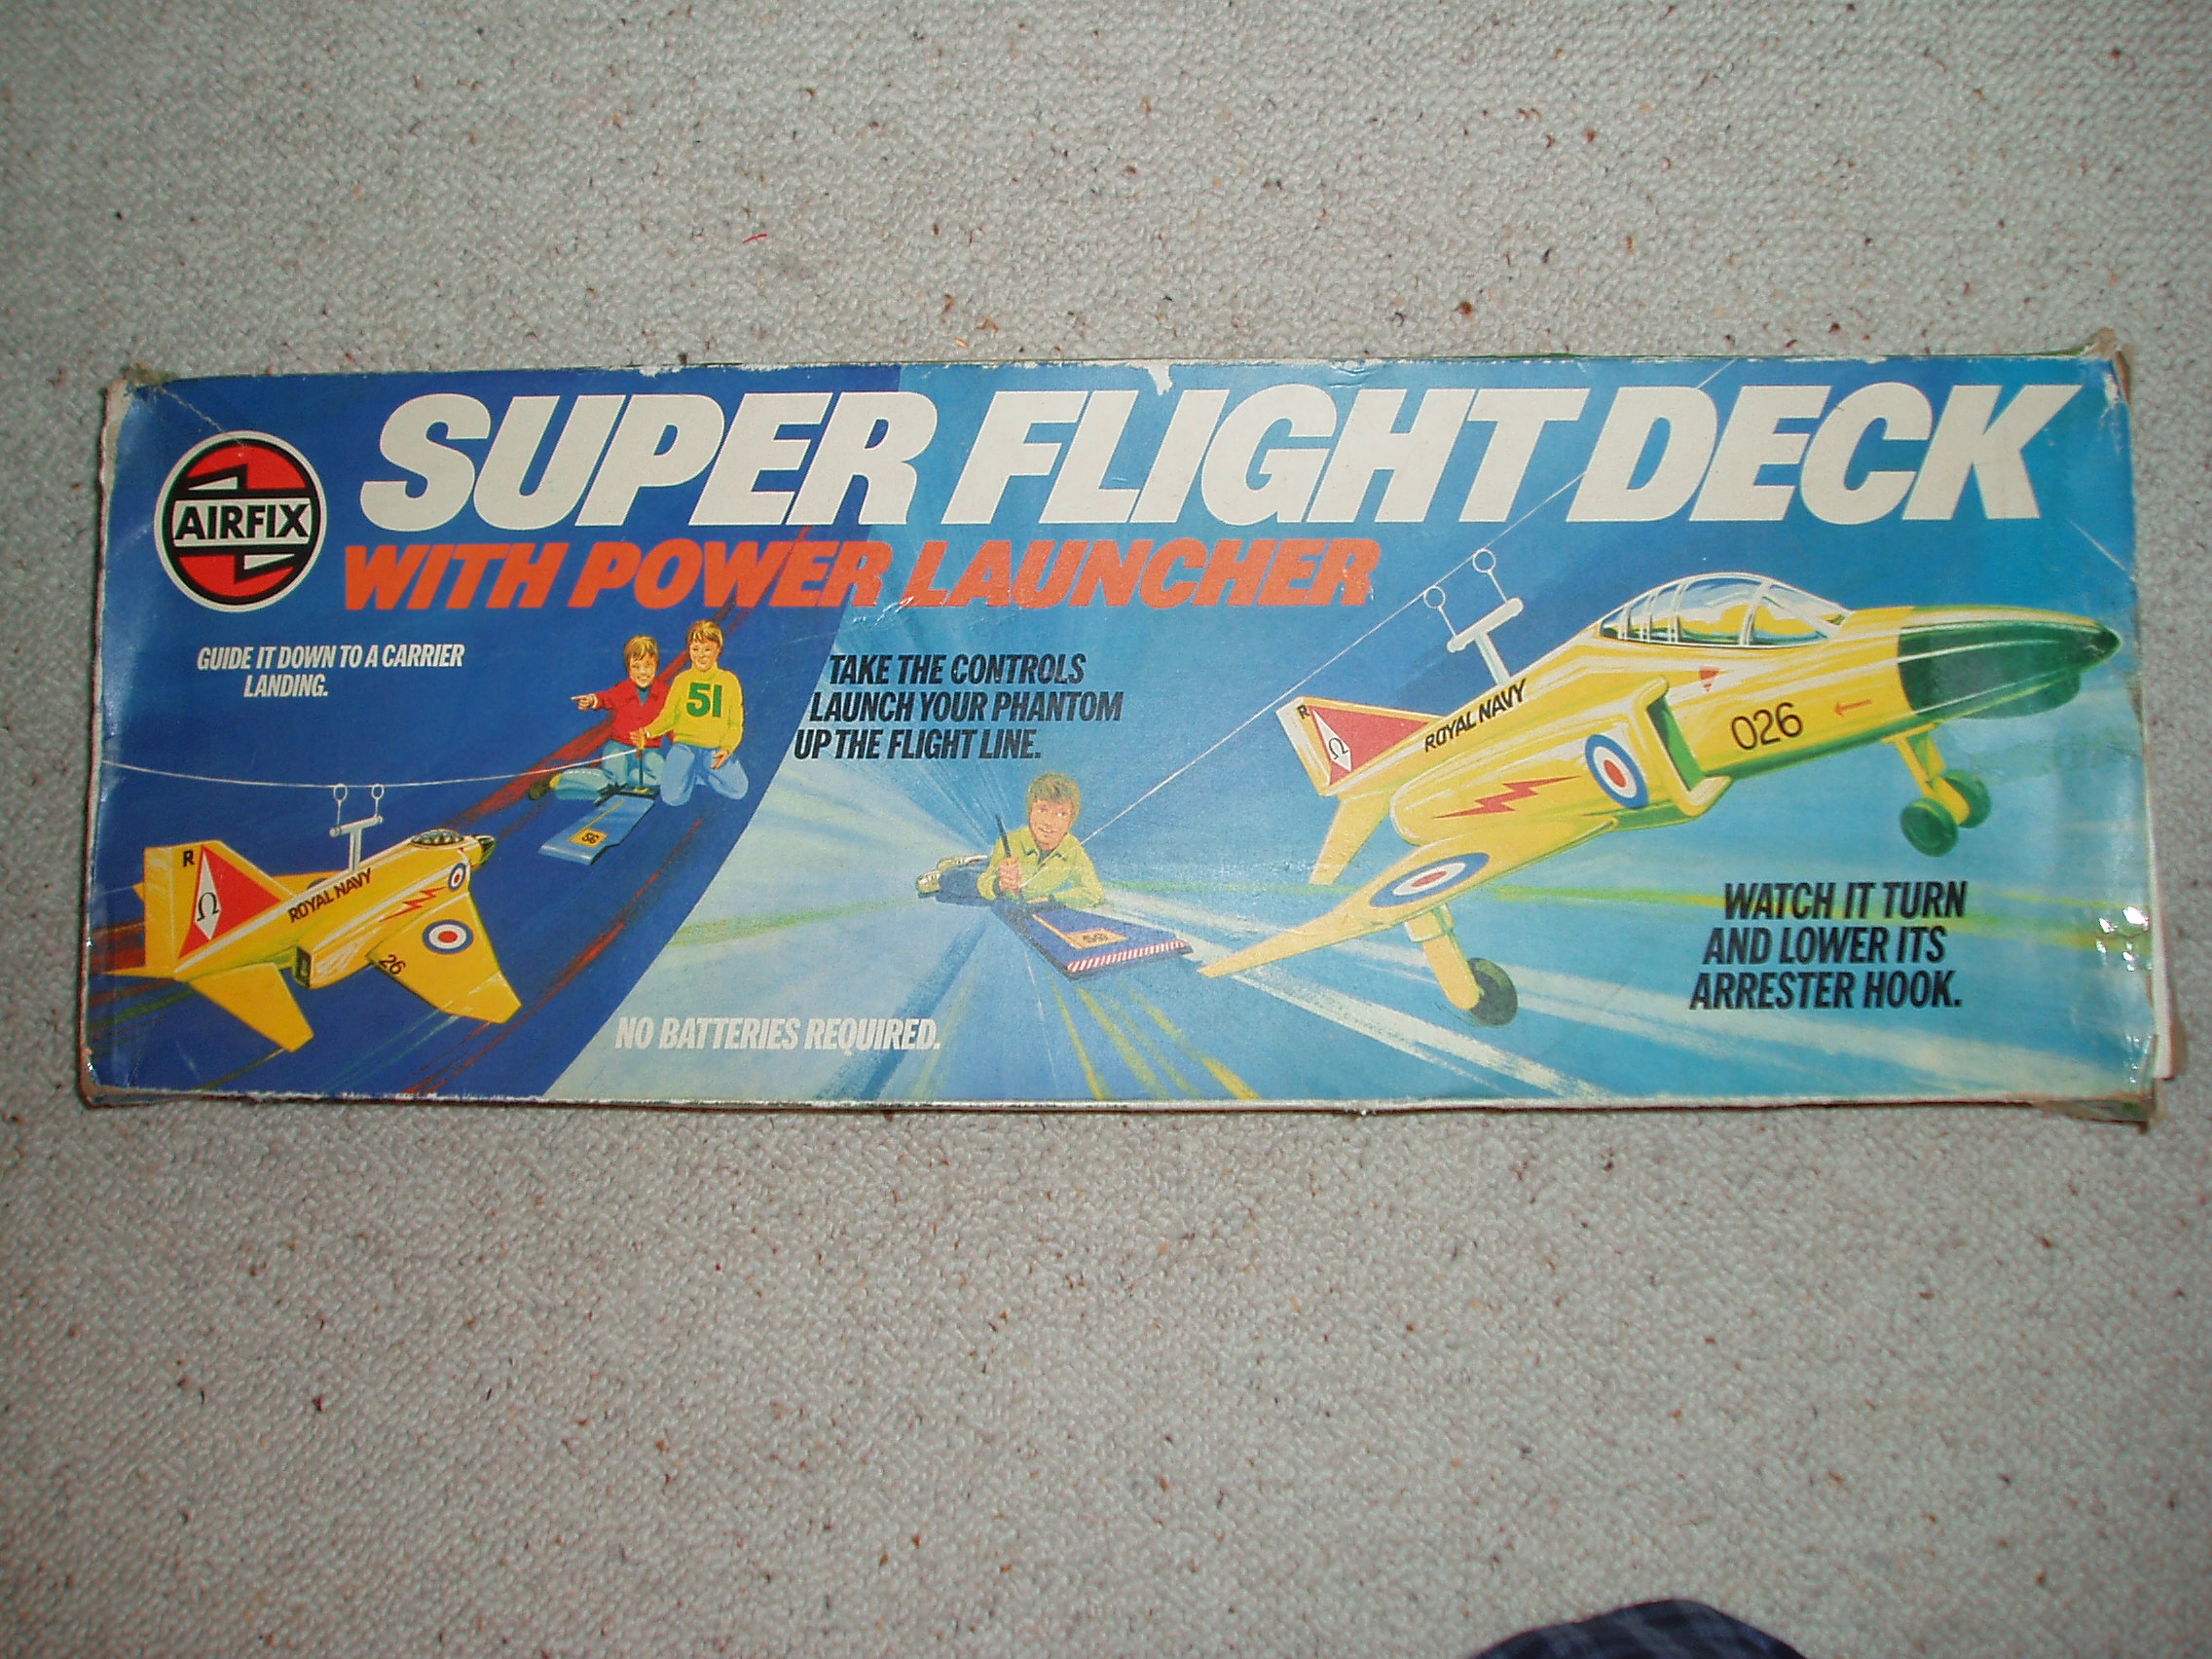 SUPER FLIGHT DECK
AIRFIX
WITH POWER LAUNCHER
GUIDE IT DOWN TO A CARRIER
LANDING.
51
TAKE THE CONTROLS
LAUNCH YOUR PHANTOM
UP THE FLIGHT LINE.
R
Ω
ROYAL NAVY
026
56
R
Ω
ROYAL NAVY
26
56
WATCH IT TURN
AND LOWER ITS
ARRESTER HOOK.
NO BATTERIES REQUIRED.